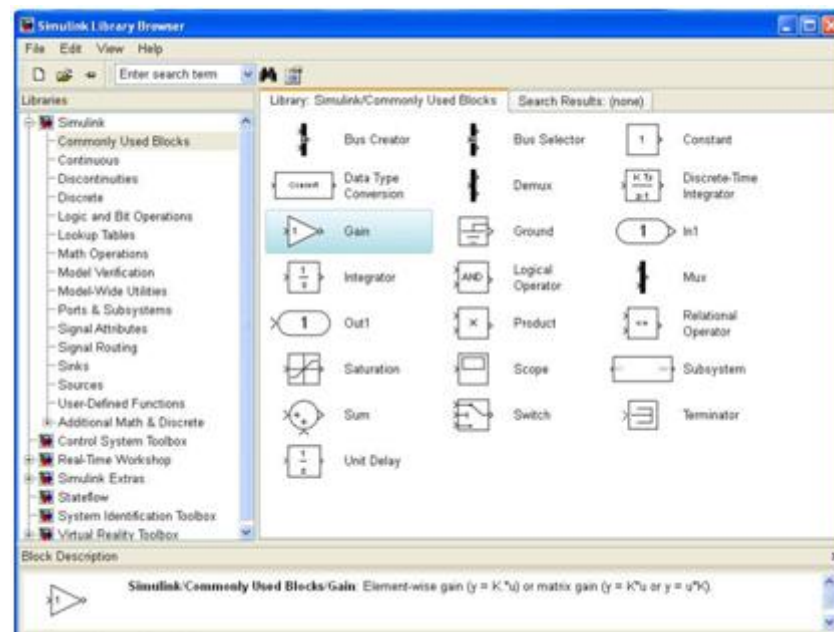 Simulink Library Browser
File Edit View Help
Enter search term
Libraries
Library: Simulink/Commonly Used Blocks
Search Results: (none)
Simulink
Commonly Used Blocks
Continuous
Discontinuities
Discrete
Logic and Bit Operations
Lookup Tables
Math Operations
Model Verification
Model-Wide Utilities
Ports & Subsystems
Signal Attributes
Signal Routing
Sinks
Sources
User-Defined Functions
Additional Math & Discrete
Control System Toolbox
Real-Time Workshop
Simulink Extras
Stateflow
System Identification Toolbox
Virtual Reality Toolbox
Bus Creator
Bus Selector
1
Constant
Convert
Data Type
Conversion
Demux
K Ts
z-1
Discrete-Time
Integrator
1
Gain
Ground
1
In1
1
s
Integrator
AND
Logical
Operator
Mux
1
Out1
×
Product
<=
Relational
Operator
Saturation
Scope
Subsystem
Sum
Switch
Terminator
1
z
Unit Delay
Block Description
1
Simulink/Commonly Used Blocks/Gain: Element-wise gain (y = K.*u) or matrix gain (y = K*u or y = u*K).